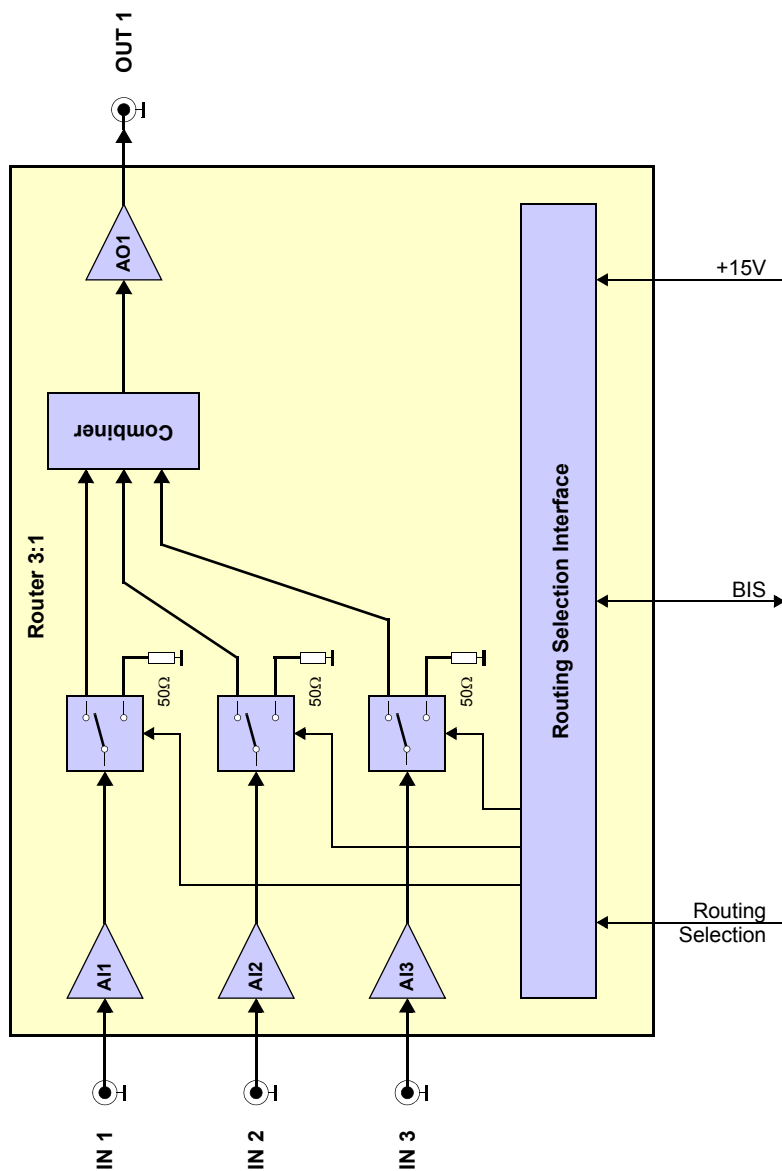 OUT 1
AO1
Combiner
Router 3:1
50Ω
50Ω
50Ω
AI1
AI2
AI3
IN 1
IN 2
IN 3
Routing Selection Interface
+15V
BIS
Routing
Selection